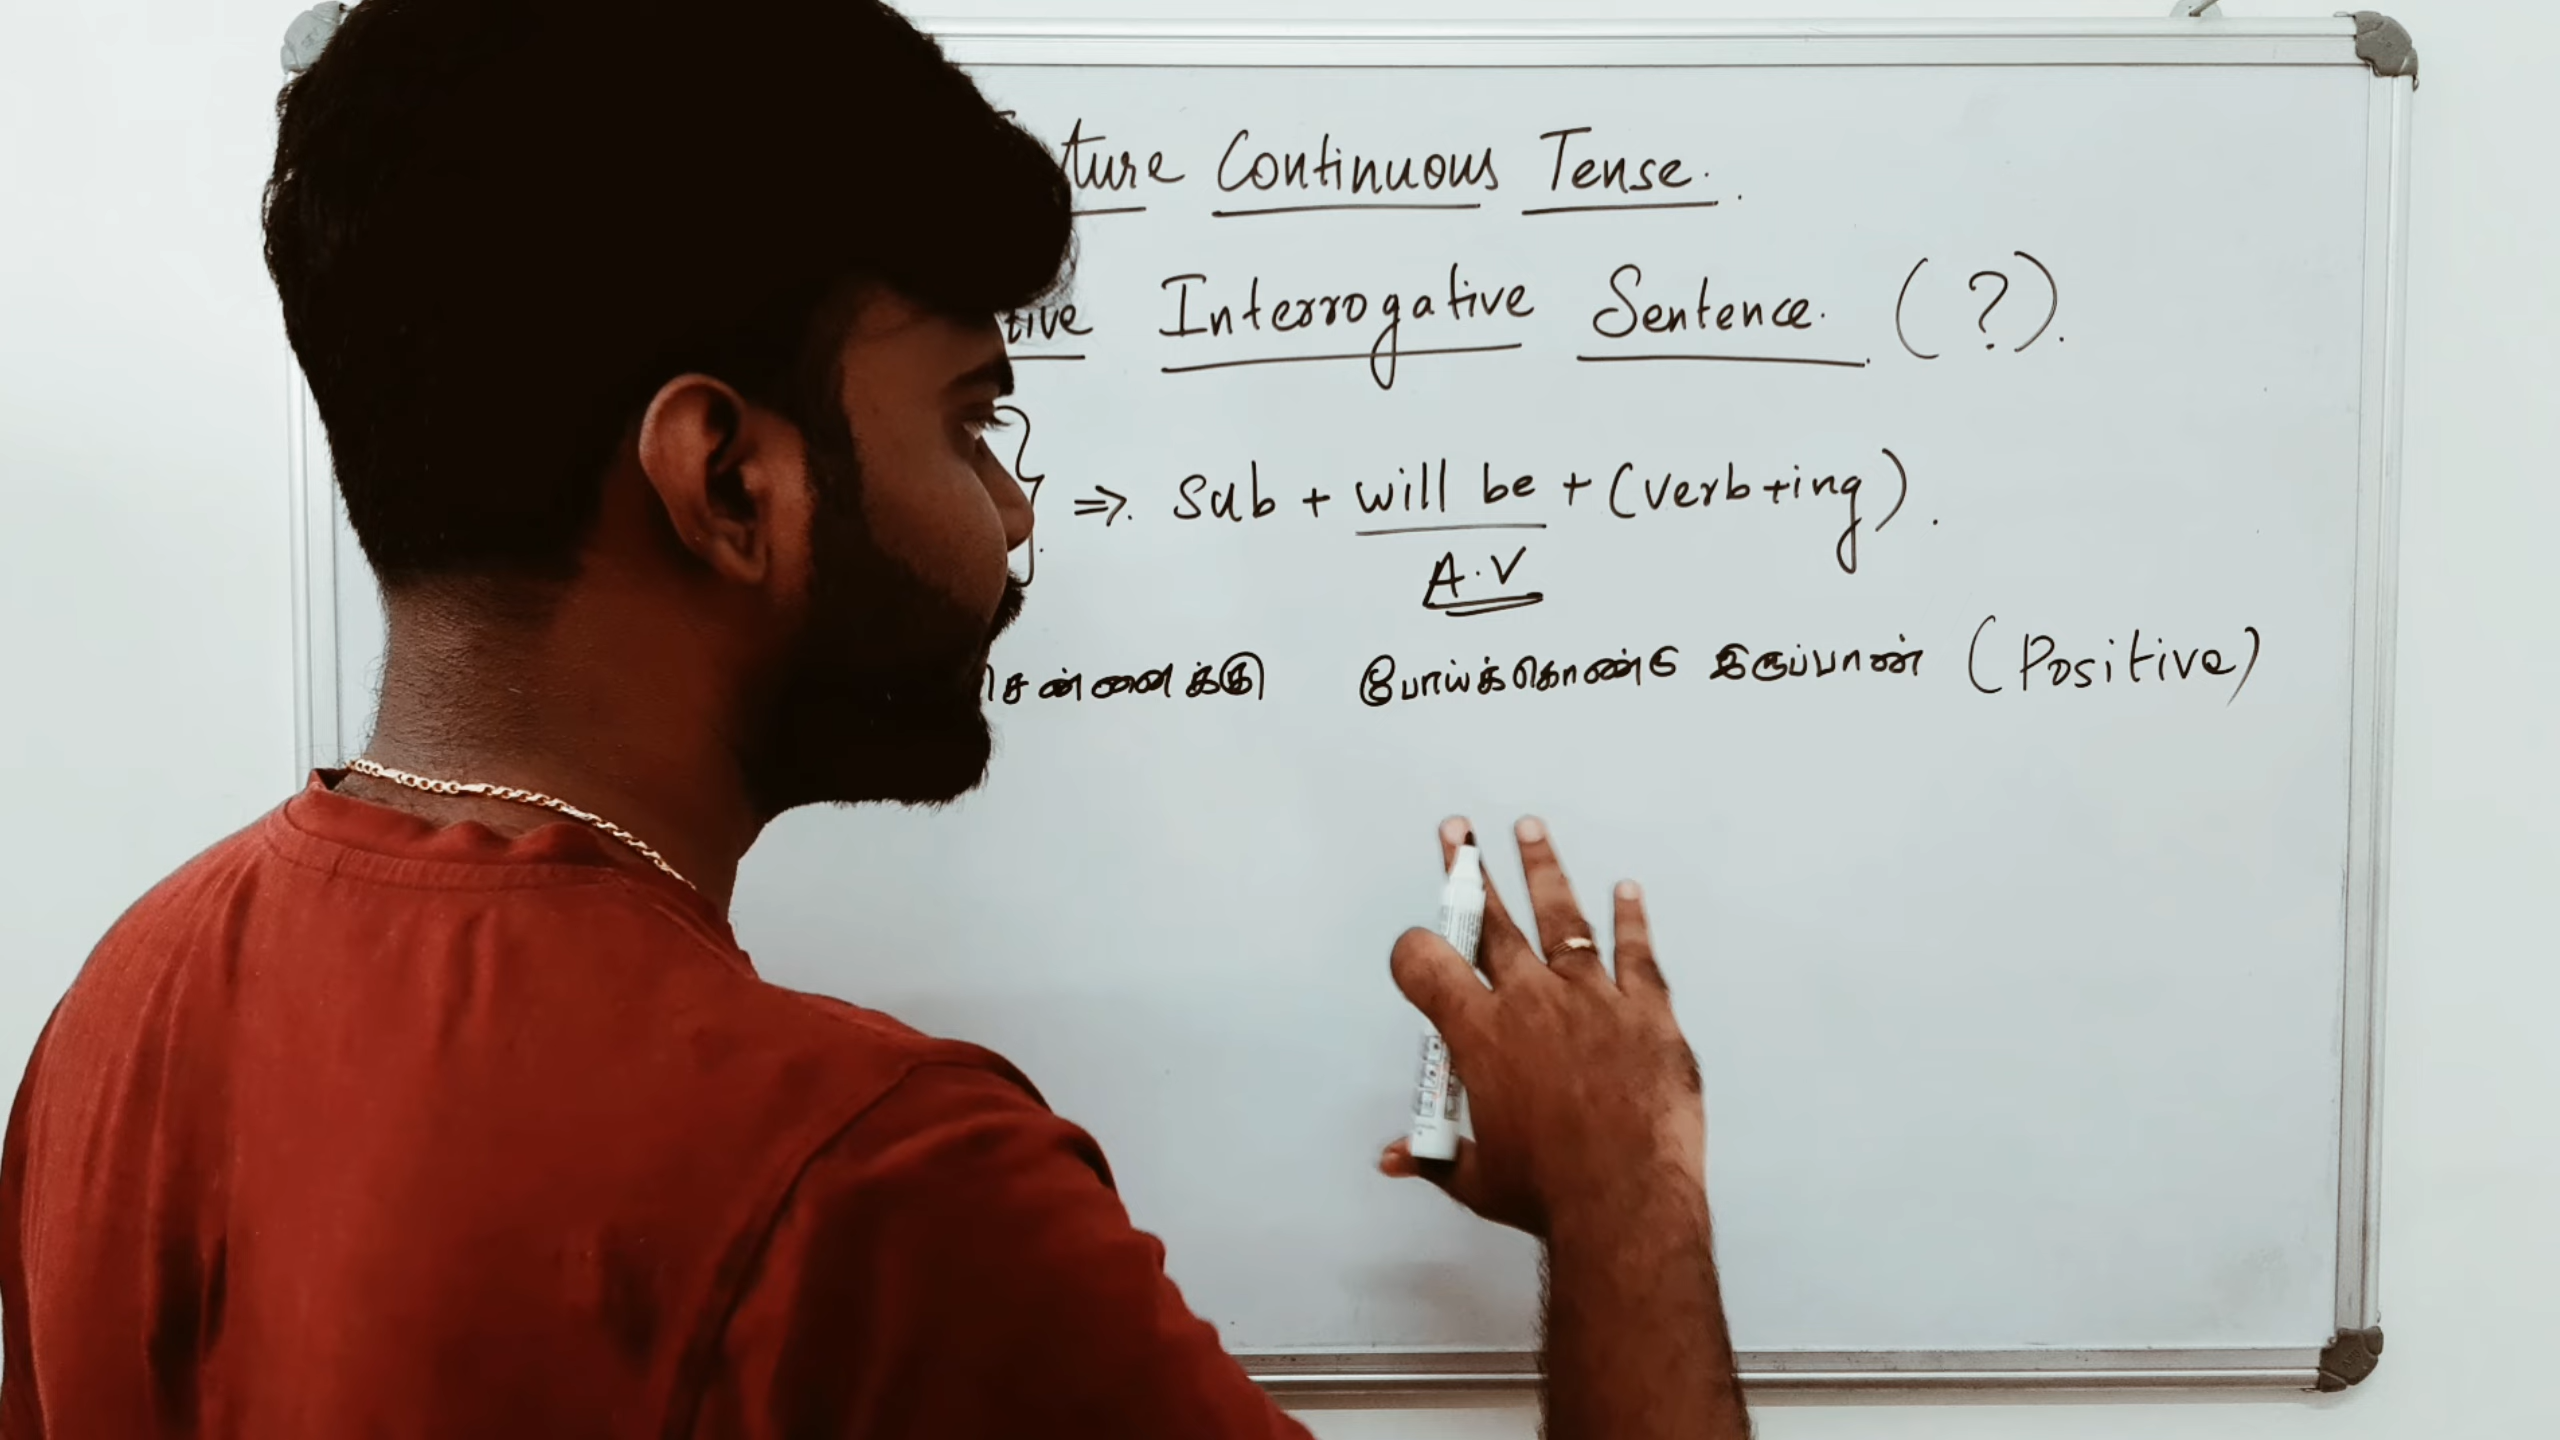 ture Continuous Tense.
tive Interrogative Sentence. (?).
} => sub + will be + (verb+ing).
A.V
சென்னைக்கு போய்க்கொண்டு இருப்பான் (Positive)